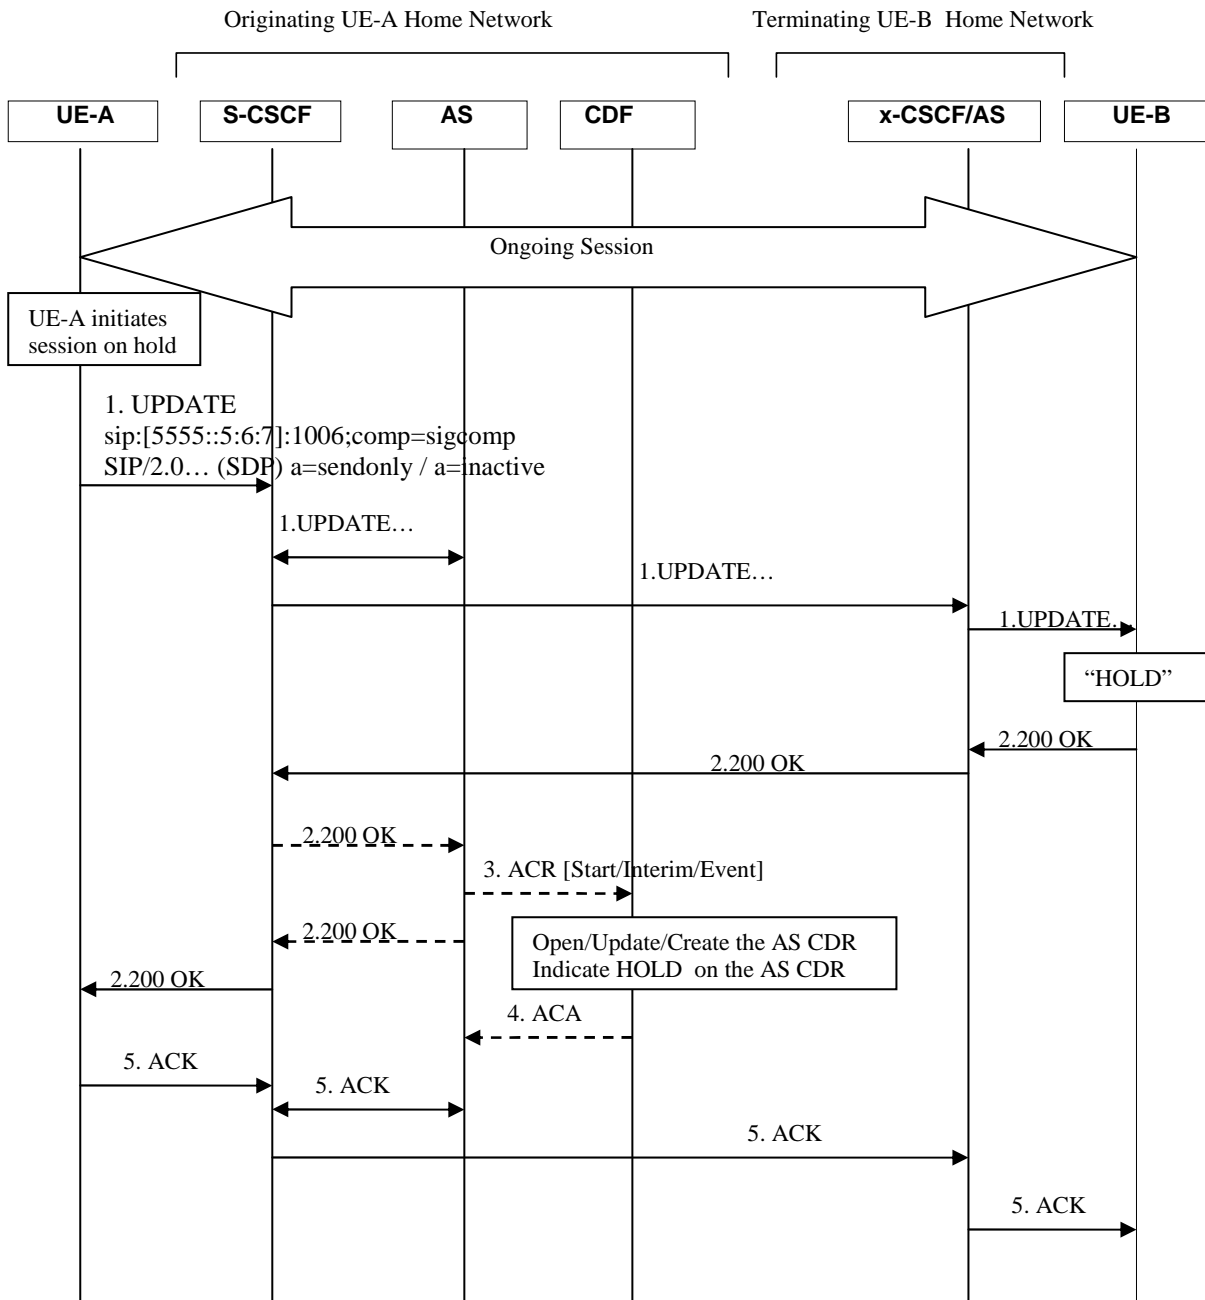 Originating UE-A Home Network
Terminating UE-B Home Network
UE-A
S-CSCF
AS
CDF
x-CSCF/AS
UE-B
Ongoing Session
UE-A initiates
session on hold
1. UPDATE
sip:[5555::5:6:7]:1006;comp=sigcomp
SIP/2.0… (SDP) a=sendonly / a=inactive
1.UPDATE…
1.UPDATE…
1.UPDATE…
“HOLD”
2.200 OK
2.200 OK
2.200 OK
3. ACR [Start/Interim/Event]
2.200 OK
Open/Update/Create the AS CDR
Indicate HOLD on the AS CDR
2.200 OK
4. ACA
5. ACK
5. ACK
5. ACK
5. ACK